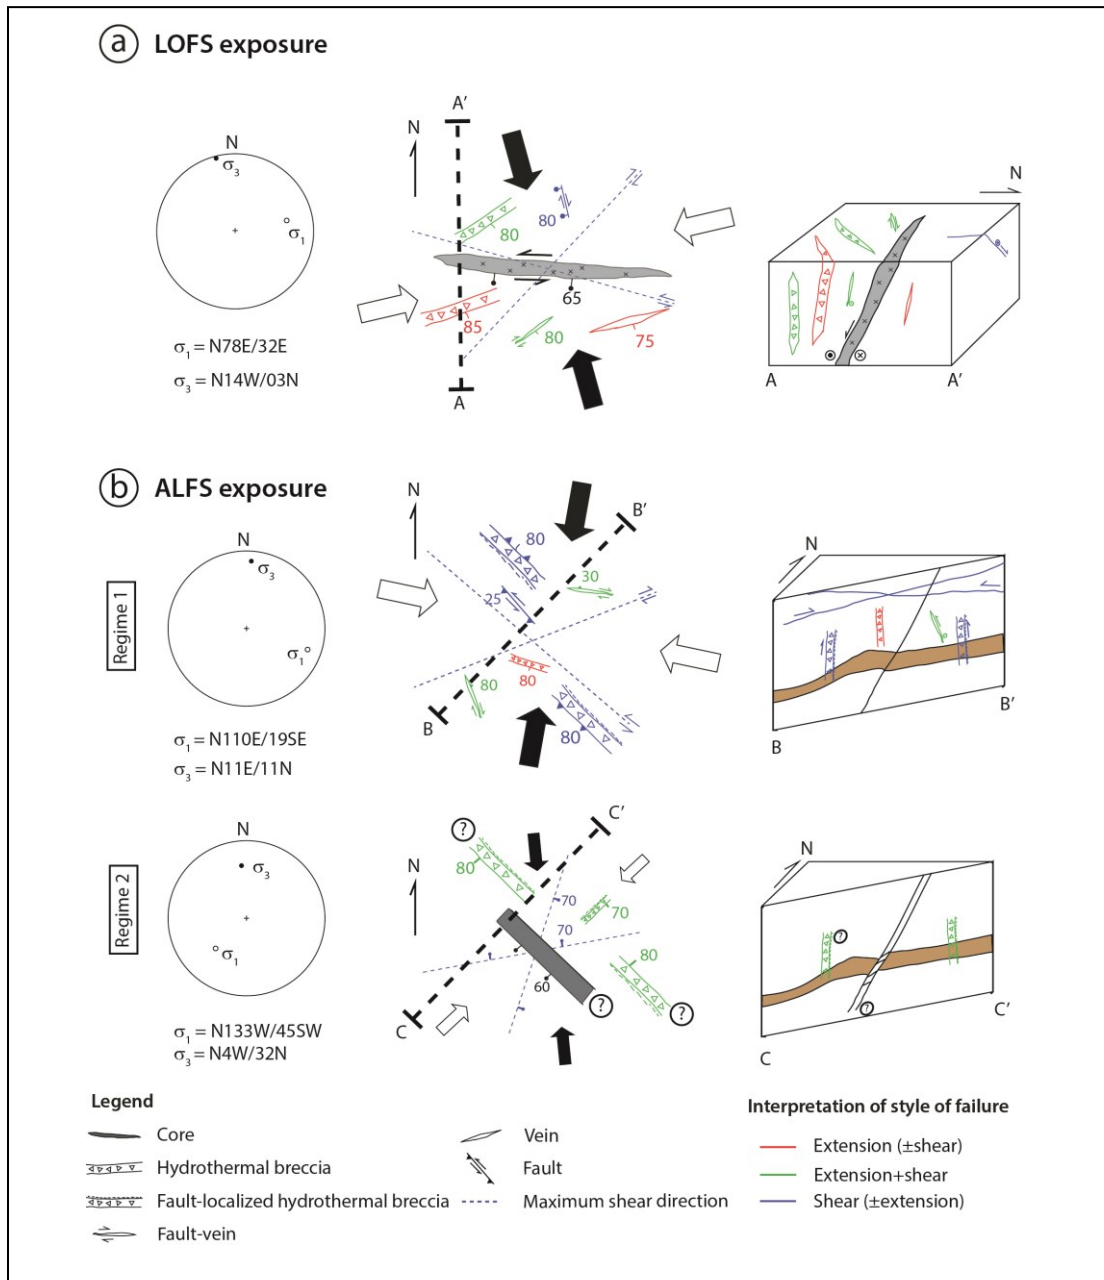 a LOFS exposure
N
σ3
σ1
σ1 = N78E/32E
σ3 = N14W/03N
A'
N
80
80
65
85
80
75
A
N
A
A'
b ALFS exposure
Regime 1
N
σ3
σ1
σ1 = N110E/19SE
σ3 = N11E/11N
N
B'
80
30
25
80
80
80
B
N
B'
B
Regime 2
N
σ3
σ1
σ1 = N133W/45SW
σ3 = N4W/32N
N
C'
?
80
70
70
70
80
60
?
?
C
N
?
?
C'
C
Legend
Core
Hydrothermal breccia
Fault-localized hydrothermal breccia
Fault-vein
Vein
Fault
Maximum shear direction
Interpretation of style of failure
Extension (±shear)
Extension+shear
Shear (±extension)